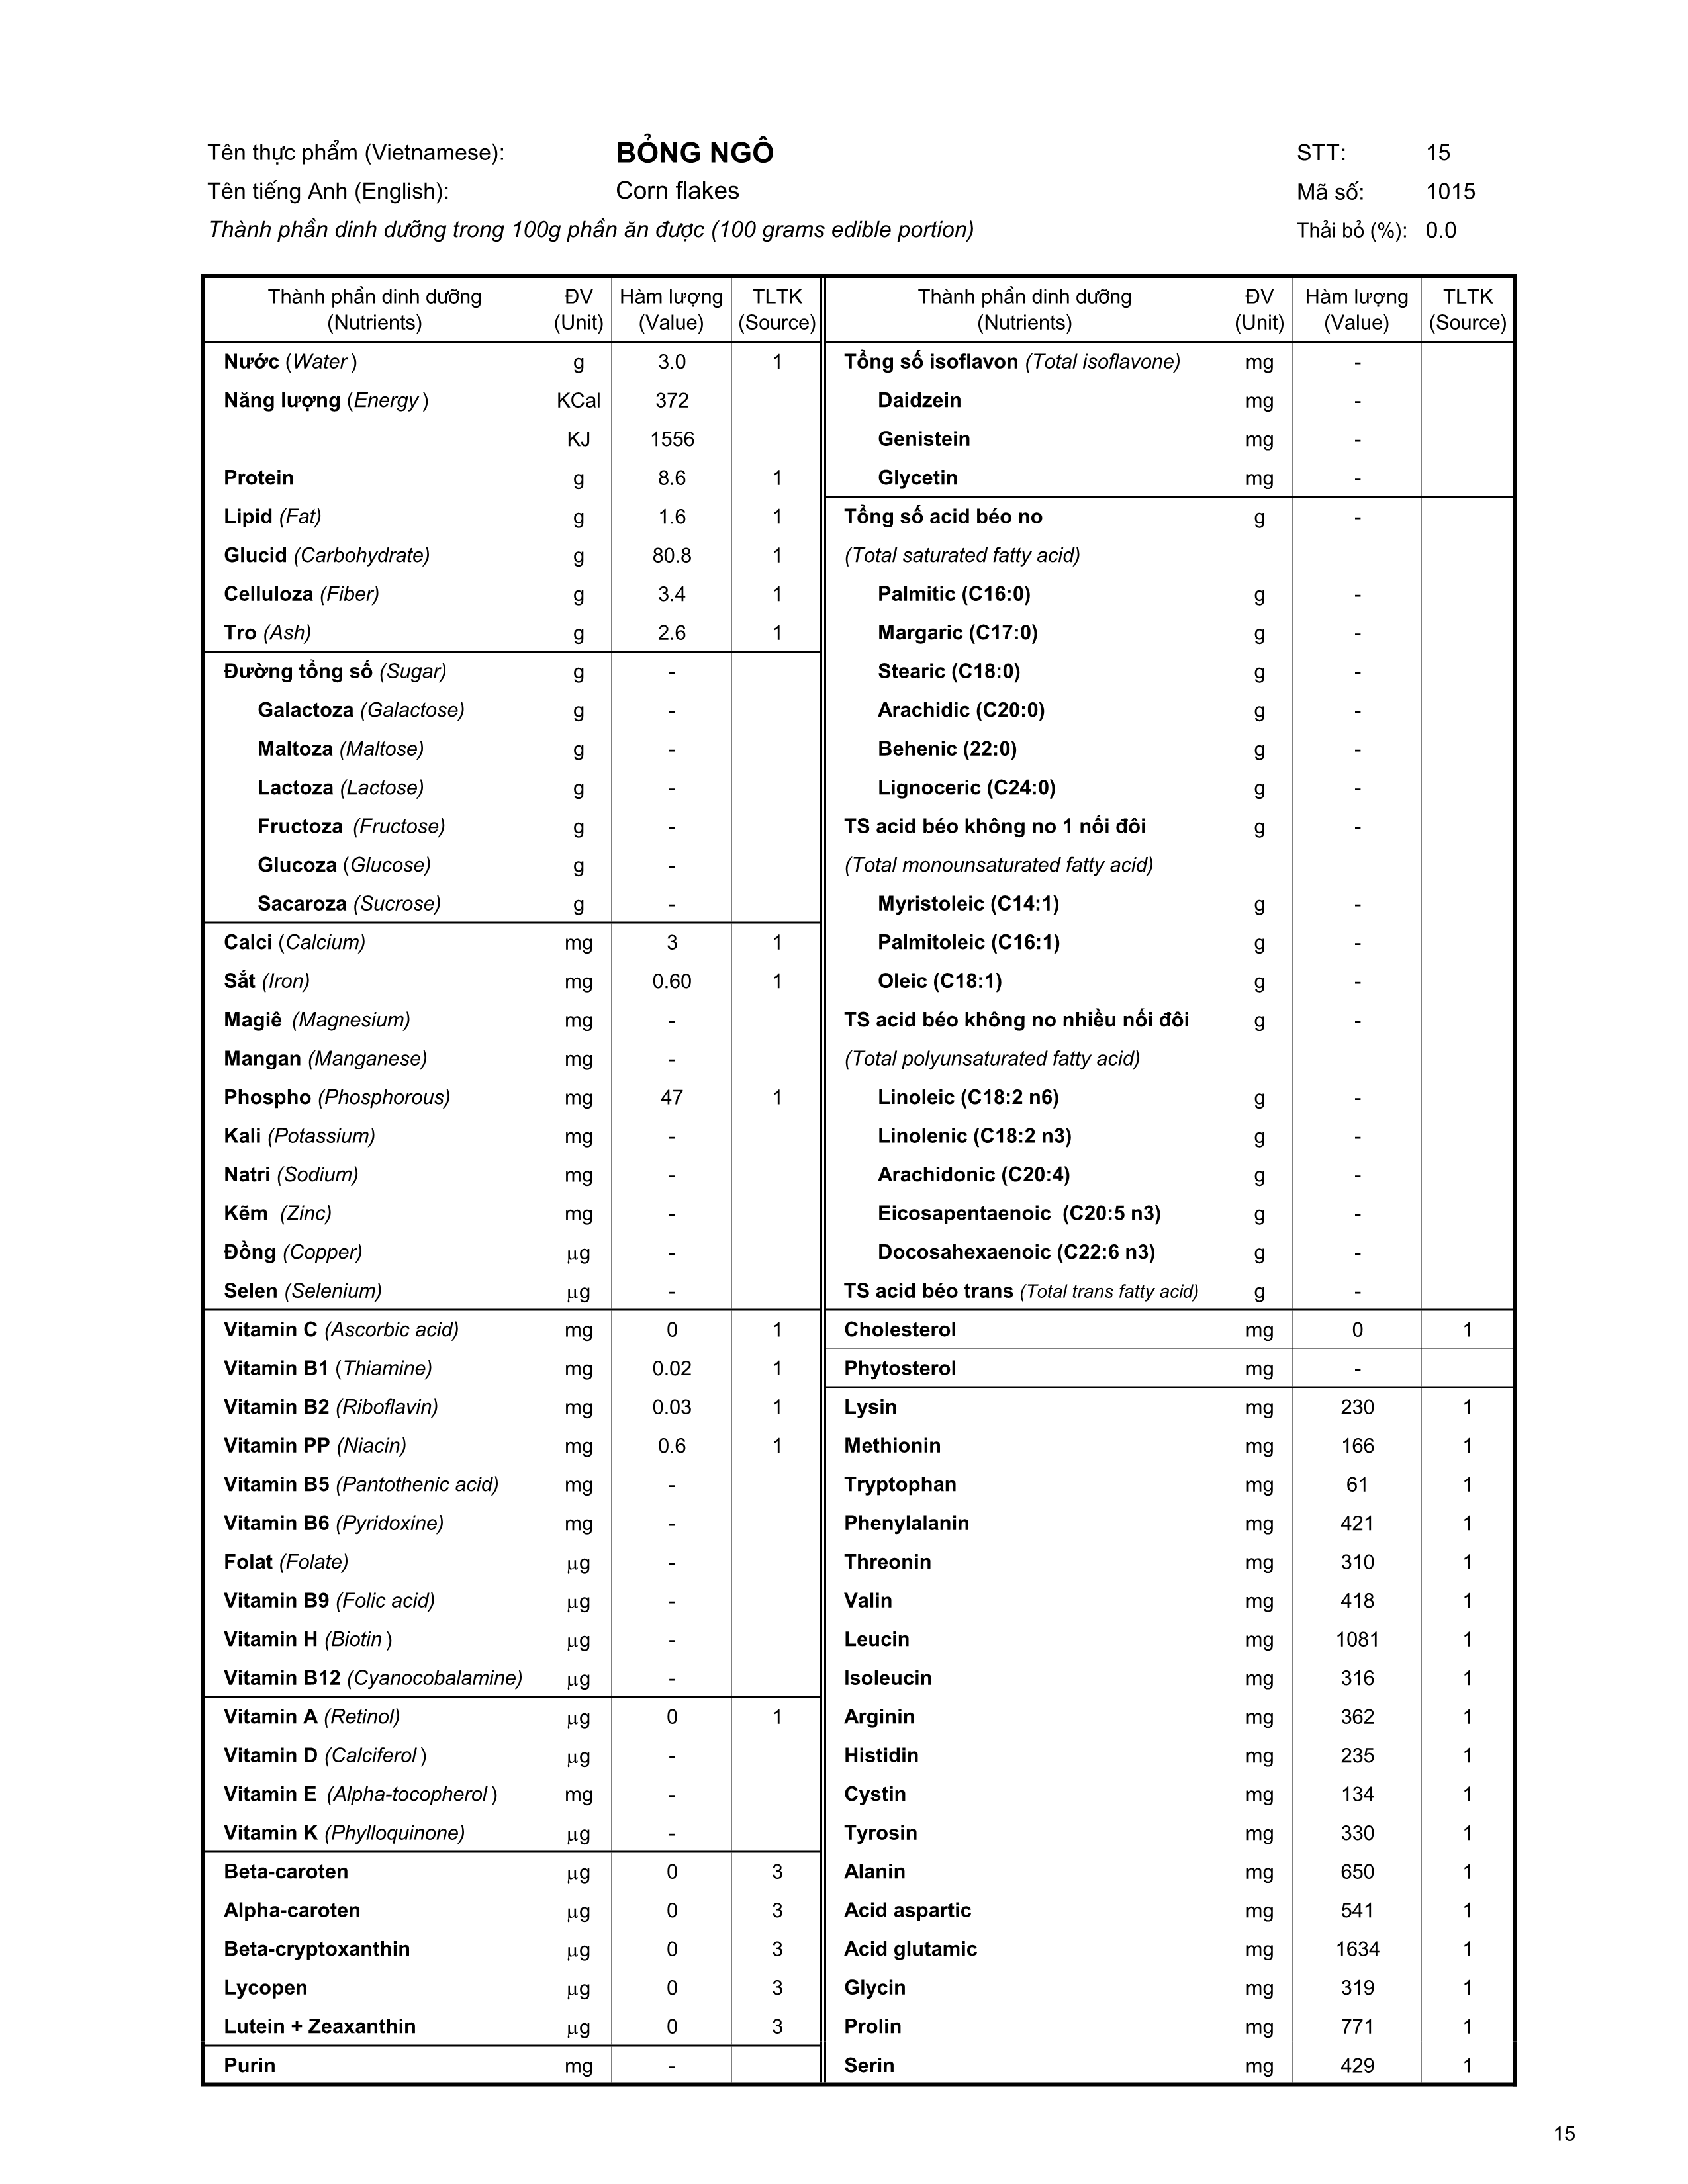 Tên thực phẩm (Vietnamese): BỎNG NGÔ STT: 15
Tên tiếng Anh (English): Corn flakes Mã số: 1015
Thành phần dinh dưỡng trong 100g phần ăn được (100 grams edible portion) Thải bỏ (%): 0.0
Thành phần dinh dưỡng ĐV Hàm lượng TLTK
(Nutrients) (Unit) (Value) (Source)
Nước (Water) g 3.0 1
Năng lượng (Energy) KCal 372
KJ 1556
Protein g 8.6 1
Lipid (Fat) g 1.6 1
Glucid (Carbohydrate) g 80.8 1
Celluloza (Fiber) g 3.4 1
Tro (Ash) g 2.6 1
Đường tổng số (Sugar) g -
Galactoza (Galactose) g -
Maltoza (Maltose) g -
Lactoza (Lactose) g -
Fructoza (Fructose) g -
Glucoza (Glucose) g -
Sacaroza (Sucrose) g -
Calci (Calcium) mg 3 1
Sắt (Iron) mg 0.60 1
Magiê (Magnesium) mg -
Mangan (Manganese) mg -
Phospho (Phosphorous) mg 47 1
Kali (Potassium) mg -
Natri (Sodium) mg -
Kẽm (Zinc) mg -
Đồng (Copper) μg -
Selen (Selenium) μg -
Vitamin C (Ascorbic acid) mg 0 1
Vitamin B1 (Thiamine) mg 0.02 1
Vitamin B2 (Riboflavin) mg 0.03 1
Vitamin PP (Niacin) mg 0.6 1
Vitamin B5 (Pantothenic acid) mg -
Vitamin B6 (Pyridoxine) mg -
Folat (Folate) μg -
Vitamin B9 (Folic acid) μg -
Vitamin H (Biotin) μg -
Vitamin B12 (Cyanocobalamine) μg -
Vitamin A (Retinol) μg 0 1
Vitamin D (Calciferol) μg -
Vitamin E (Alpha-tocopherol) mg -
Vitamin K (Phylloquinone) μg -
Beta-caroten μg 0 3
Alpha-caroten μg 0 3
Beta-cryptoxanthin μg 0 3
Lycopen μg 0 3
Lutein + Zeaxanthin μg 0 3
Purin mg -
Thành phần dinh dưỡng ĐV Hàm lượng TLTK
(Nutrients) (Unit) (Value) (Source)
Tổng số isoflavon (Total isoflavone) mg -
Daidzein mg -
Genistein mg -
Glycetin mg -
Tổng số acid béo no g -
(Total saturated fatty acid)
Palmitic (C16:0) g -
Margaric (C17:0) g -
Stearic (C18:0) g -
Arachidic (C20:0) g -
Behenic (22:0) g -
Lignoceric (C24:0) g -
TS acid béo không no 1 nối đôi g -
(Total monounsaturated fatty acid)
Myristoleic (C14:1) g -
Palmitoleic (C16:1) g -
Oleic (C18:1) g -
TS acid béo không no nhiều nối đôi g -
(Total polyunsaturated fatty acid)
Linoleic (C18:2 n6) g -
Linolenic (C18:2 n3) g -
Arachidonic (C20:4) g -
Eicosapentaenoic (C20:5 n3) g -
Docosahexaenoic (C22:6 n3) g -
TS acid béo trans (Total trans fatty acid) g -
Cholesterol mg 0 1
Phytosterol mg -
Lysin mg 230 1
Methionin mg 166 1
Tryptophan mg 61 1
Phenylalanin mg 421 1
Threonin mg 310 1
Valin mg 418 1
Leucin mg 1081 1
Isoleucin mg 316 1
Arginin mg 362 1
Histidin mg 235 1
Cystin mg 134 1
Tyrosin mg 330 1
Alanin mg 650 1
Acid aspartic mg 541 1
Acid glutamic mg 1634 1
Glycin mg 319 1
Prolin mg 771 1
Serin mg 429 1
15